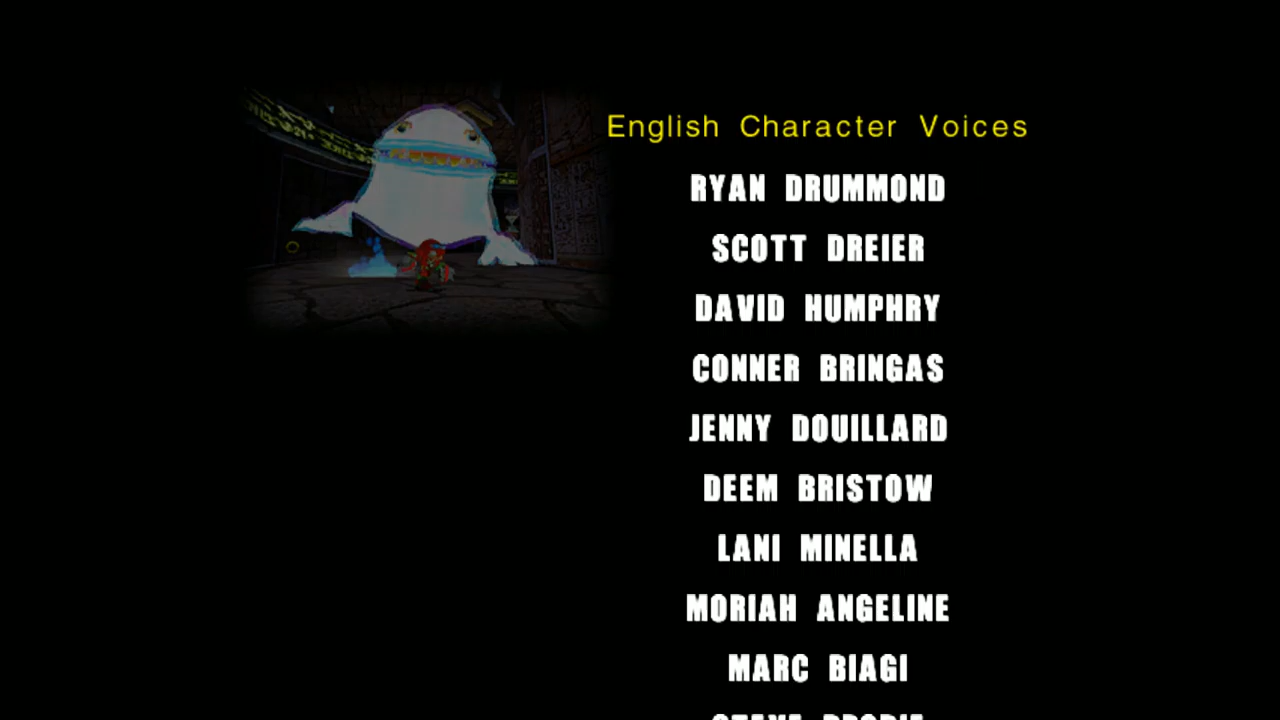 English Character Voices
RYAN DRUMMOND
SCOTT DREIER
DAVID HUMPHRY
CONNER BRINGAS
JENNY DOUILLARD
DEEM BRISTOW
LANI MINELLA
MORIAH ANGELINE
MARC BIAGI